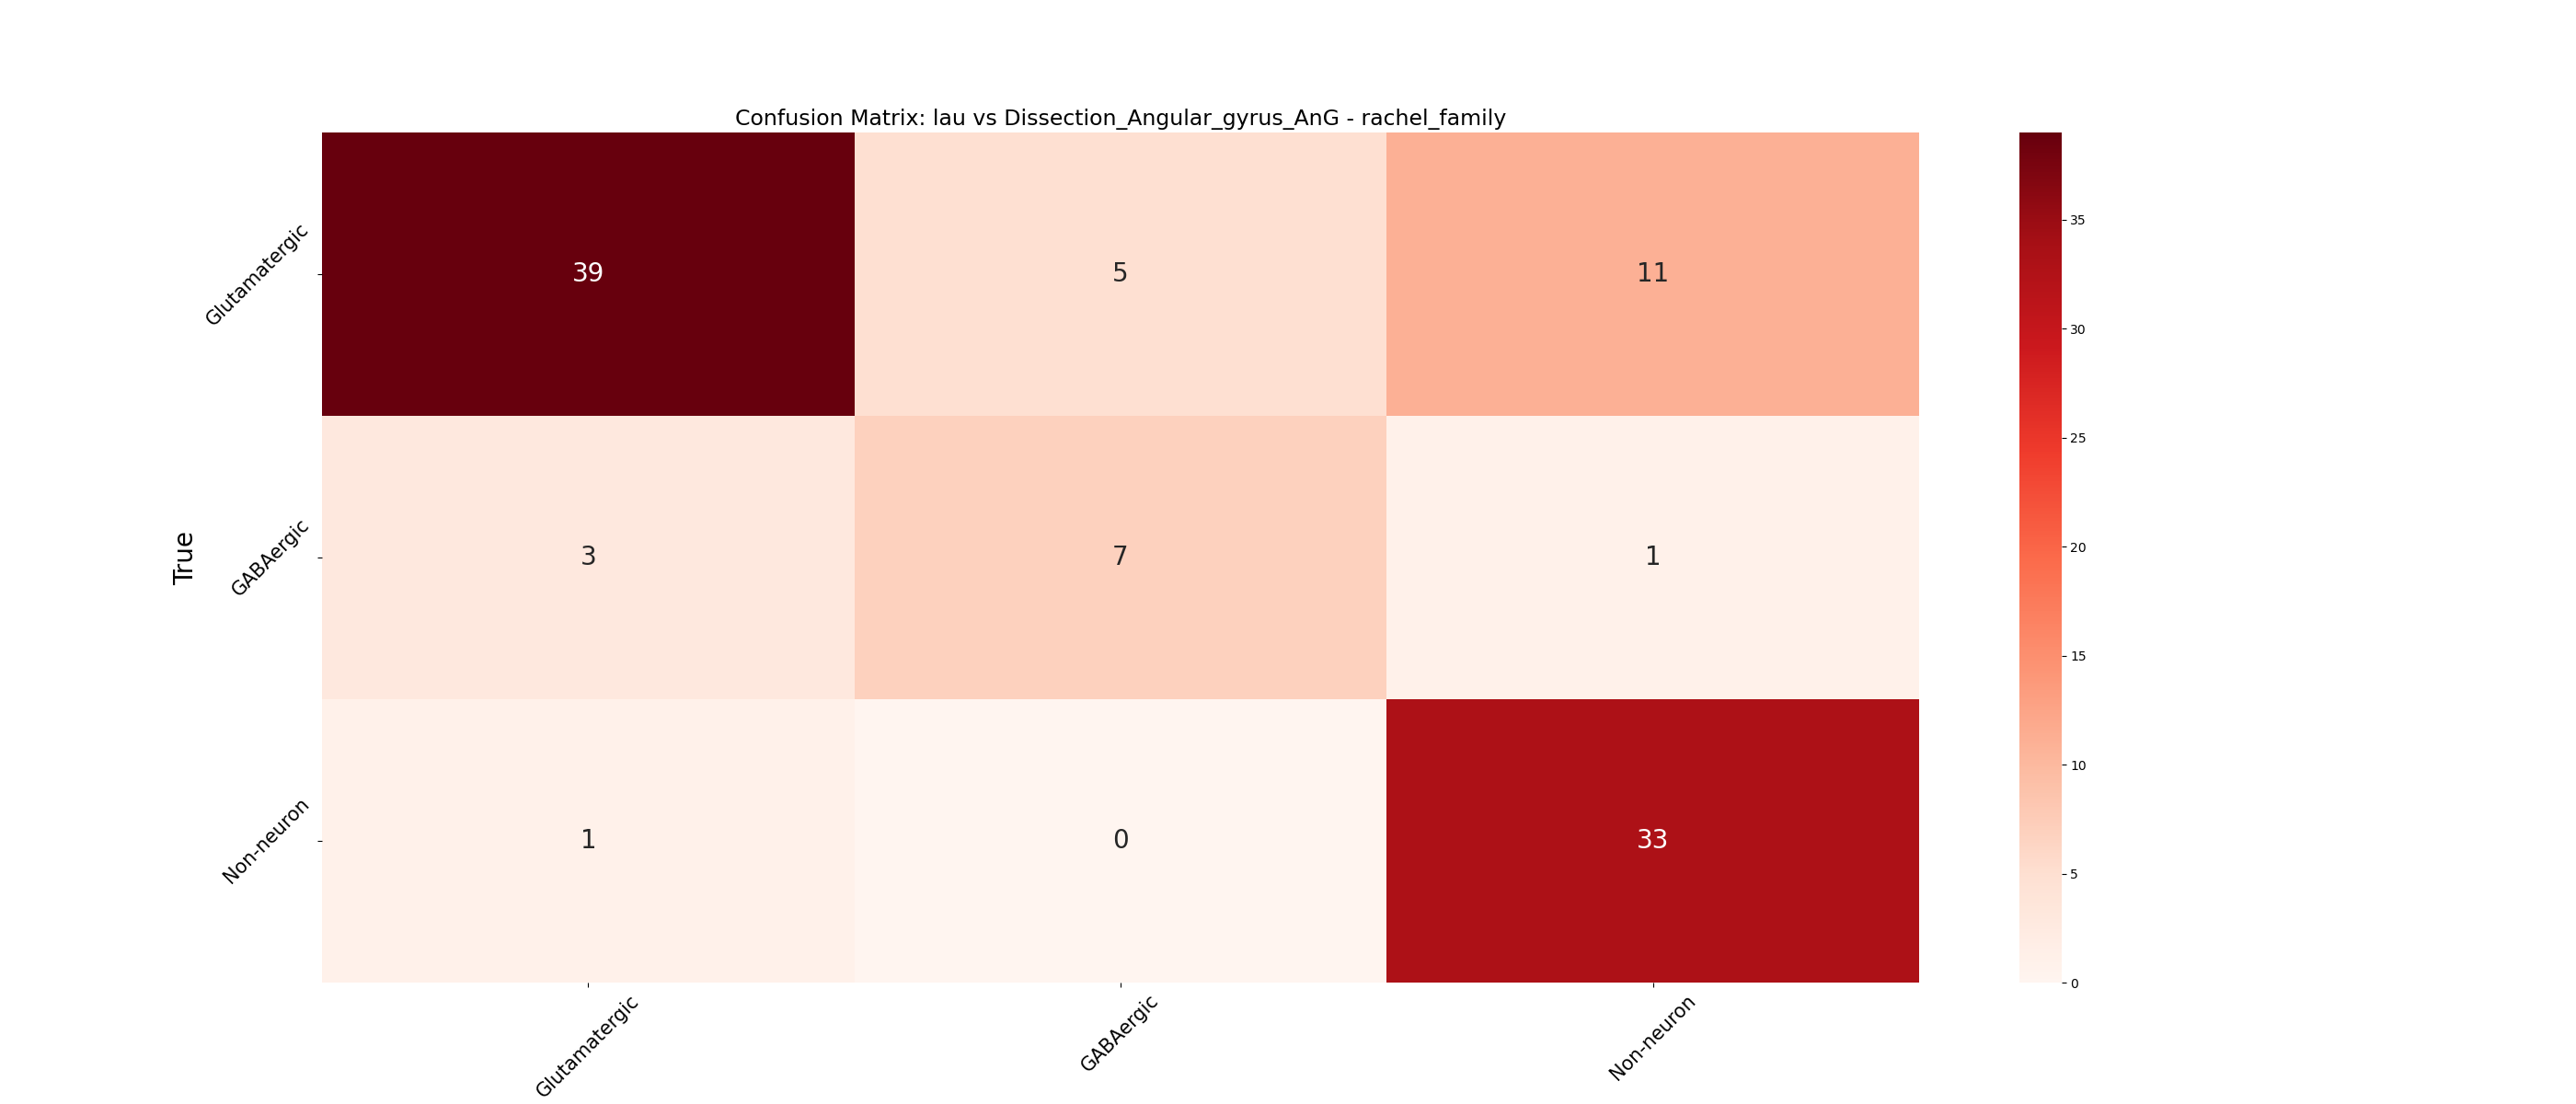 Confusion Matrix: lau vs Dissection_Angular_gyrus_AnG - rachel_family
Glutamatergic
39
5
11
GABAergic
3
7
1
Non-neuron
1
0
33
True
Glutamatergic
GABAergic
Non-neuron
35
30
25
20
15
10
5
0